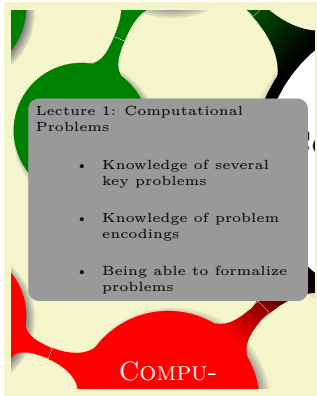 Lecture 1: Computational
Problems
• Knowledge of several
key problems
• Knowledge of problem
encodings
• Being able to formalize
problems
Compu-